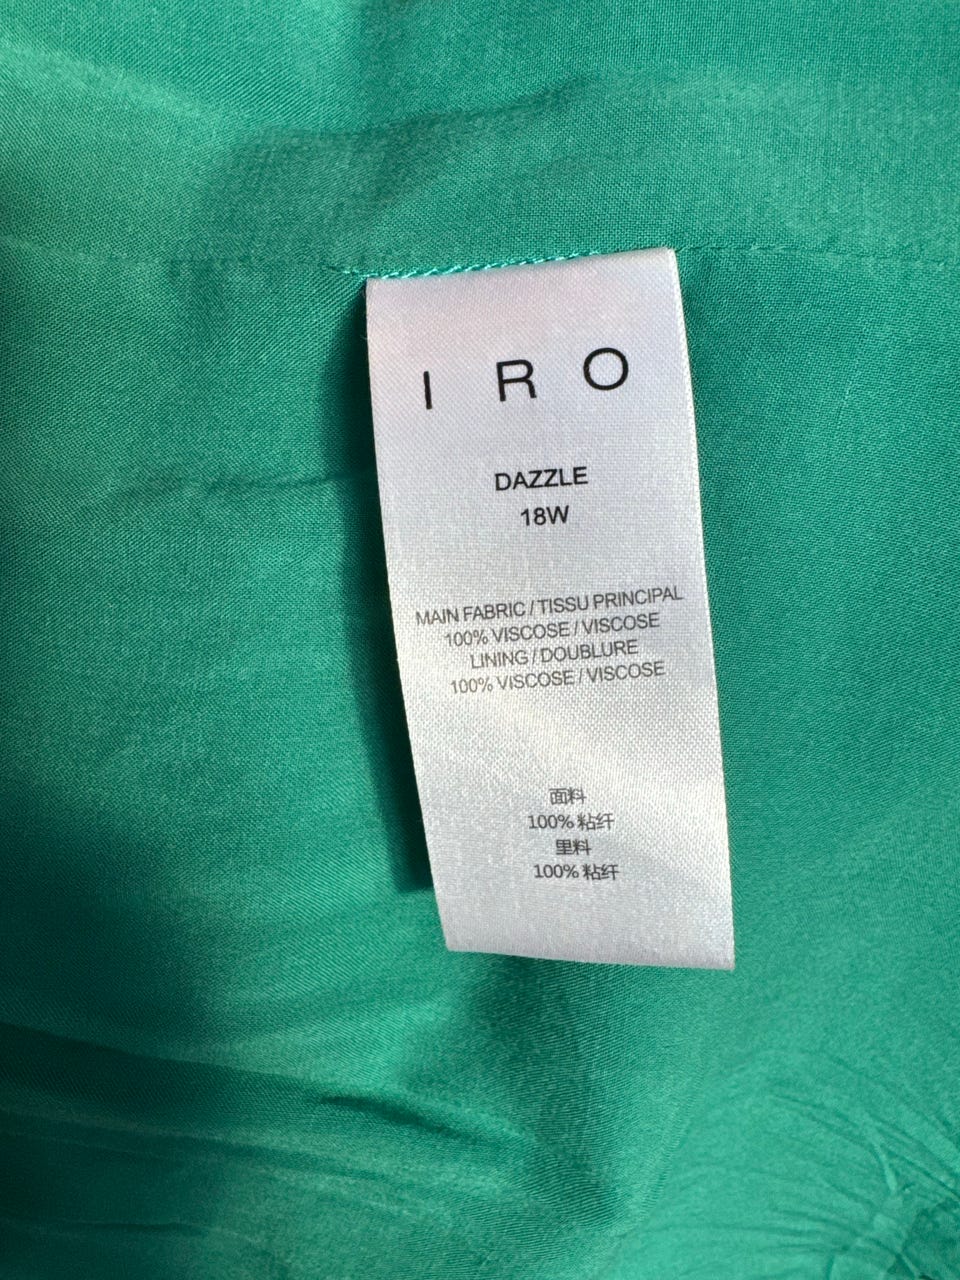 IRO
DAZZLE
18W
MAIN FABRIC / TISSU PRINCIPAL
100% VISCOSE / VISCOSE
LINING / DOUBLURE
100% VISCOSE / VISCOSE
面料
100% 粘纤
里料
100% 粘纤